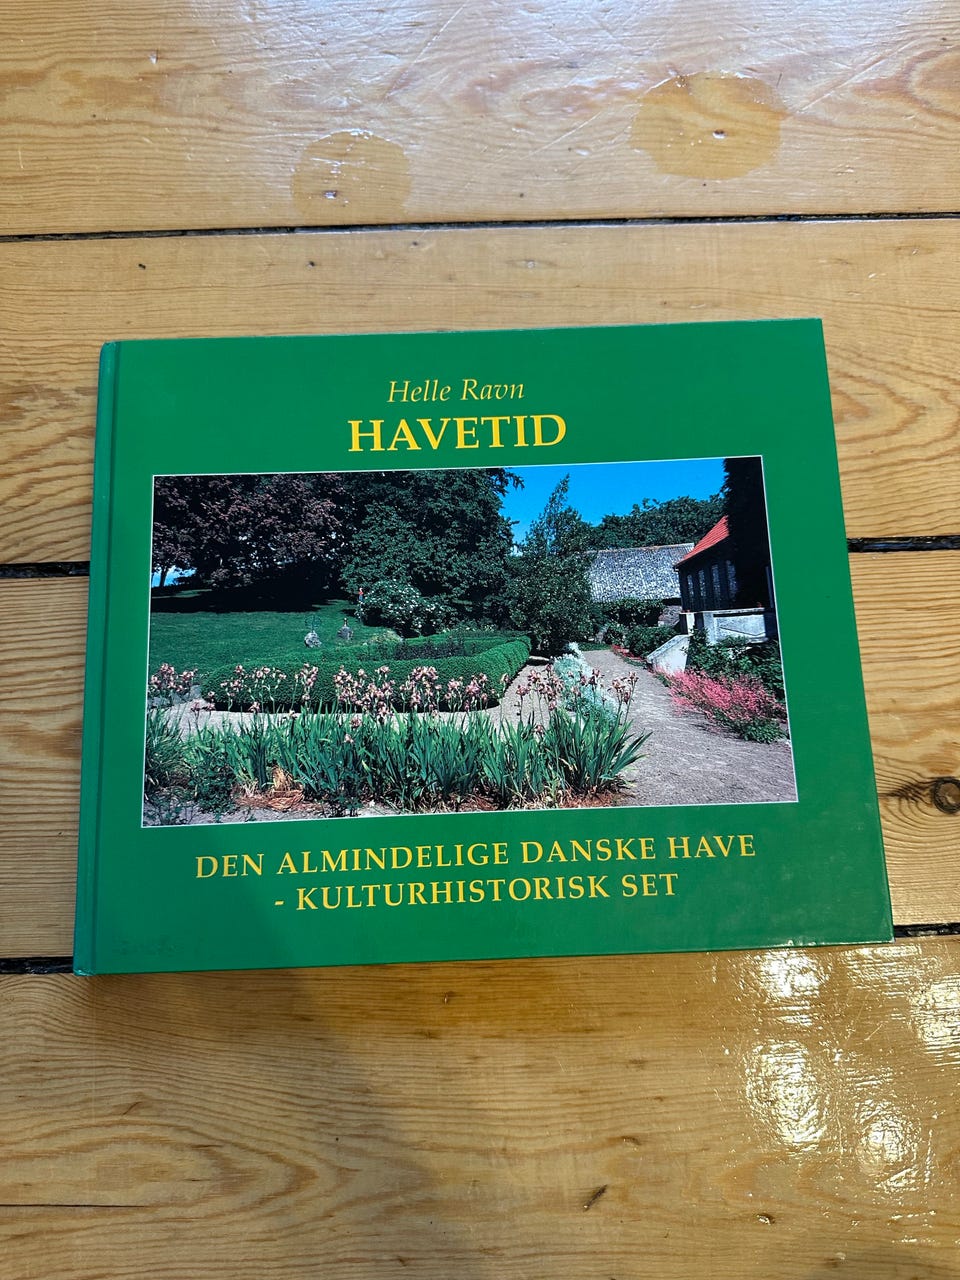 Helle Ravn
HAVETID
DEN ALMINDELIGE DANSKE HAVE
- KULTURHISTORISK SET